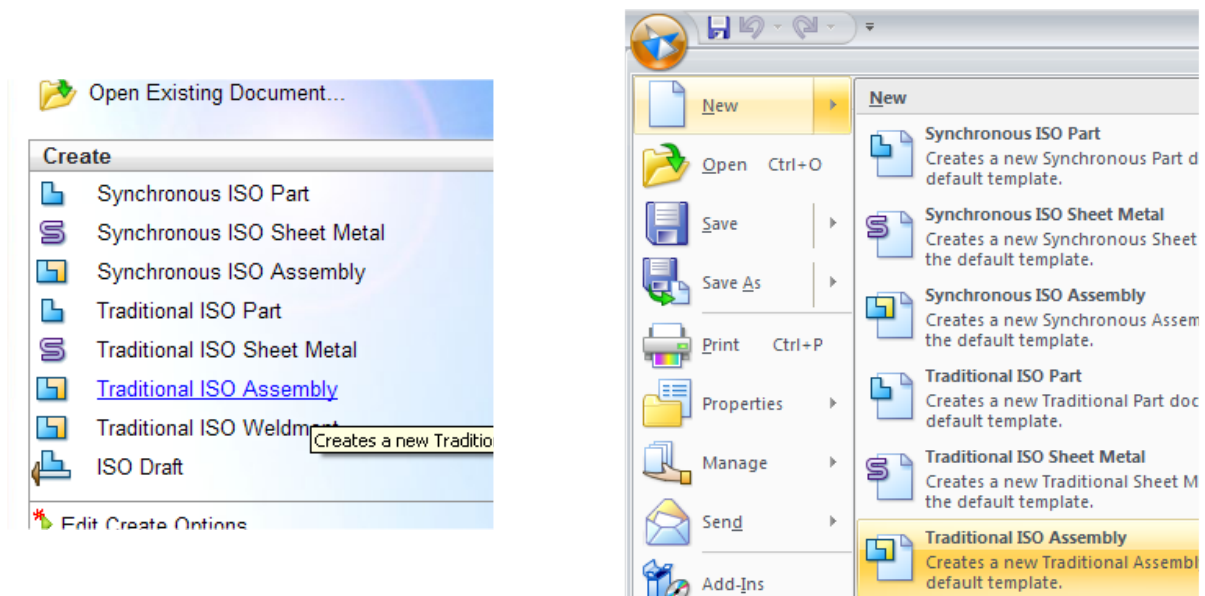 Open Existing Document...
Create
Synchronous ISO Part
Synchronous ISO Sheet Metal
Synchronous ISO Assembly
Traditional ISO Part
Traditional ISO Sheet Metal
Traditional ISO Assembly
Traditional ISO Weldment
Creates a new Traditio
ISO Draft
Edit Create Options
New
Open Ctrl+O
Save
Save As
Print Ctrl+P
Properties
Manage
Send
Add-Ins
New
Synchronous ISO Part
Creates a new Synchronous Part d
default template.
Synchronous ISO Sheet Metal
Creates a new Synchronous Sheet
the default template.
Synchronous ISO Assembly
Creates a new Synchronous Assem
the default template.
Traditional ISO Part
Creates a new Traditional Part doc
default template.
Traditional ISO Sheet Metal
Creates a new Traditional Sheet M
the default template.
Traditional ISO Assembly
Creates a new Traditional Assembl
default template.